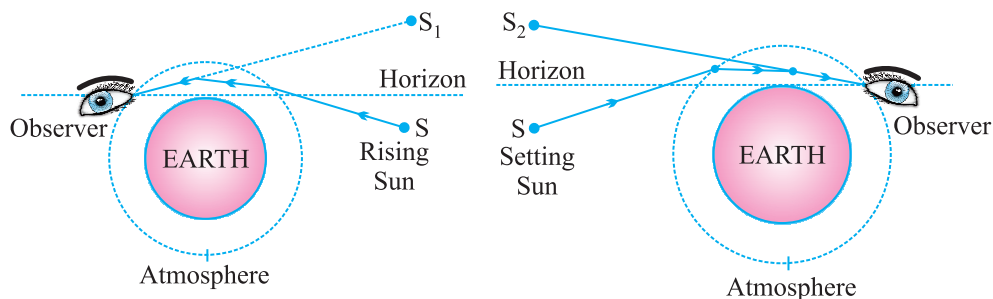 S₁
Horizon
Observer
EARTH
S
Rising
Sun
Atmosphere
S₂
Horizon
S
Setting
Sun
EARTH
Observer
Atmosphere